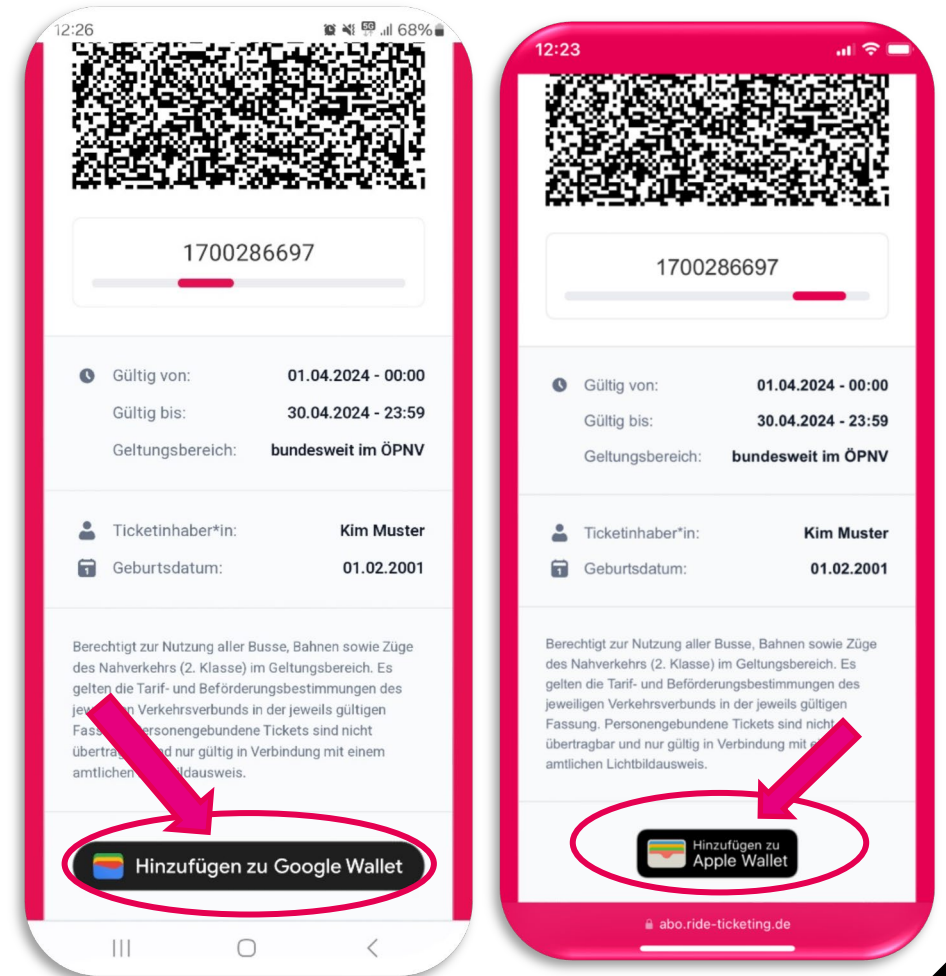 12:26
5G 68%
1700286697
Gültig von: 01.04.2024 - 00:00
Gültig bis: 30.04.2024 - 23:59
Geltungsbereich: bundesweit im ÖPNV
Ticketinhaber*in: Kim Muster
1 Geburtsdatum: 01.02.2001
Berechtigt zur Nutzung aller Busse, Bahnen sowie Züge
des Nahverkehrs (2. Klasse) im Geltungsbereich. Es
gelten die Tarif- und Beförderungsbestimmungen des
Verkehrsverbunds in der jeweils gültigen
Tickets sind nicht
und nur gültig in Verbindung mit einem
amtlichen
Hinzufügen zu Google Wallet
12:23
1700286697
Gültig von: 01.04.2024 - 00:00
Gültig bis: 30.04.2024 - 23:59
Geltungsbereich: bundesweit im ÖPNV
Ticketinhaber*in: Kim Muster
1 Geburtsdatum: 01.02.2001
Berechtigt zur Nutzung aller Busse, Bahnen sowie Züge
des Nahverkehrs (2. Klasse) im Geltungsbereich. Es
gelten die Tarif- und Beförderungsbestimmungen des
jeweiligen Verkehrsverbunds in der jeweils gültigen
Fassung. Personengebundene Tickets sind nicht
übertragbar und nur gültig in Verbindung mit
amtlichen Lichtbildausweis.
Hinzufügen zu
Apple Wallet
abo.ride-ticketing.de